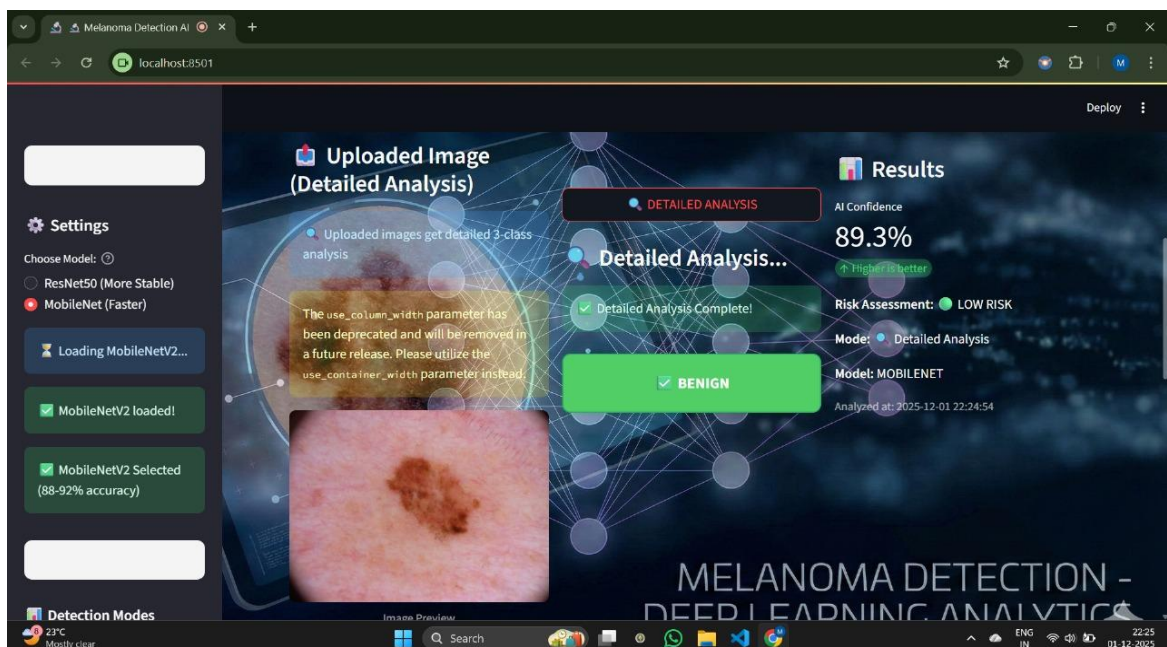 Melanoma Detection AI
localhost:8501
M
Deploy
Settings
Choose Model:
ResNet50 (More Stable)
MobileNet (Faster)
Loading MobileNetV2...
MobileNetV2 loaded!
MobileNetV2 Selected
(88-92% accuracy)
Detection Modes
Uploaded Image
(Detailed Analysis)
Uploaded images get detailed 3-class
analysis
The use_column_width parameter has
been deprecated and will be removed in
a future release. Please utilize the
use_container_width parameter instead.
Image Preview
DETAILED ANALYSIS
Detailed Analysis...
Detailed Analysis Complete!
BENIGN
Results
AI Confidence
89.3%
↑ Higher is better
Risk Assessment: LOW RISK
Mode: Detailed Analysis
Model: MOBILENET
Analyzed at: 2025-12-01 22:24:54
MELANOMA DETECTION -
DEEP LEARNING ANALYTICS
8
23°C
Mostly clear
Search
ENG
IN
22:25
01-12-2025